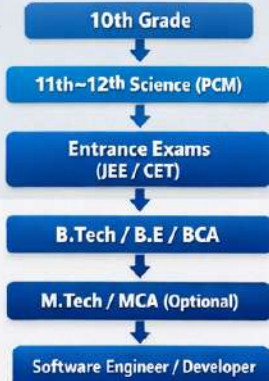 10th Grade
11th~12th Science (PCM)
Entrance Exams
(JEE / CET)
B.Tech / B.E / BCA
M.Tech / MCA (Optional)
Software Engineer / Developer